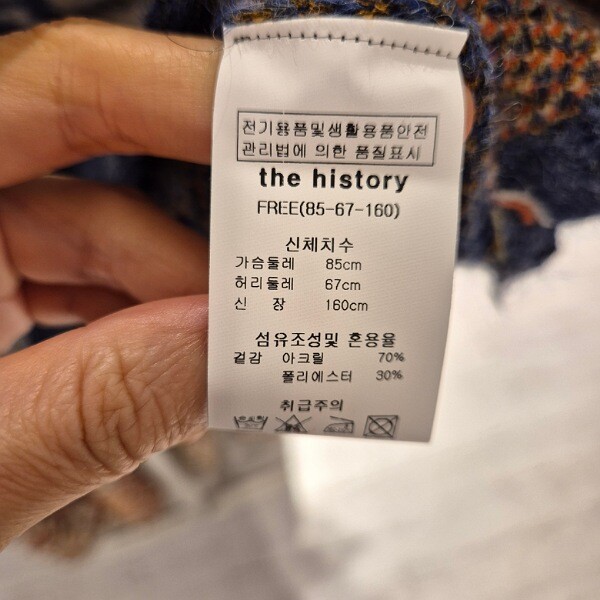 전기용품및생활용품안전
관리법에 의한 품질표시
the history
FREE(85-67-160)
신체치수
가슴둘레 85cm
허리둘레 67cm
신 장 160cm
섬유조성및 혼용율
겉감 아크릴 70%
폴리에스터 30%
취급주의